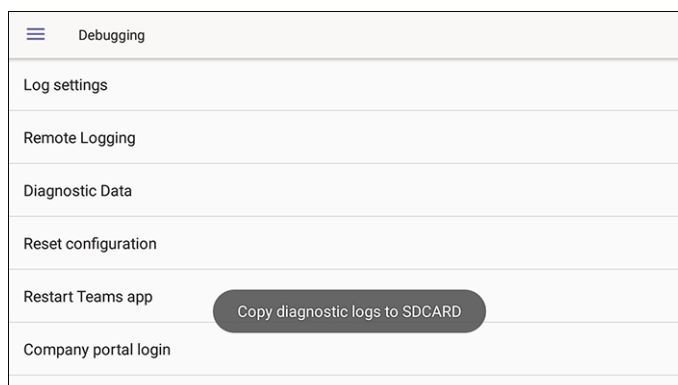 Debugging
Log settings
Remote Logging
Diagnostic Data
Reset configuration
Restart Teams app
Copy diagnostic logs to SDCARD
Company portal login